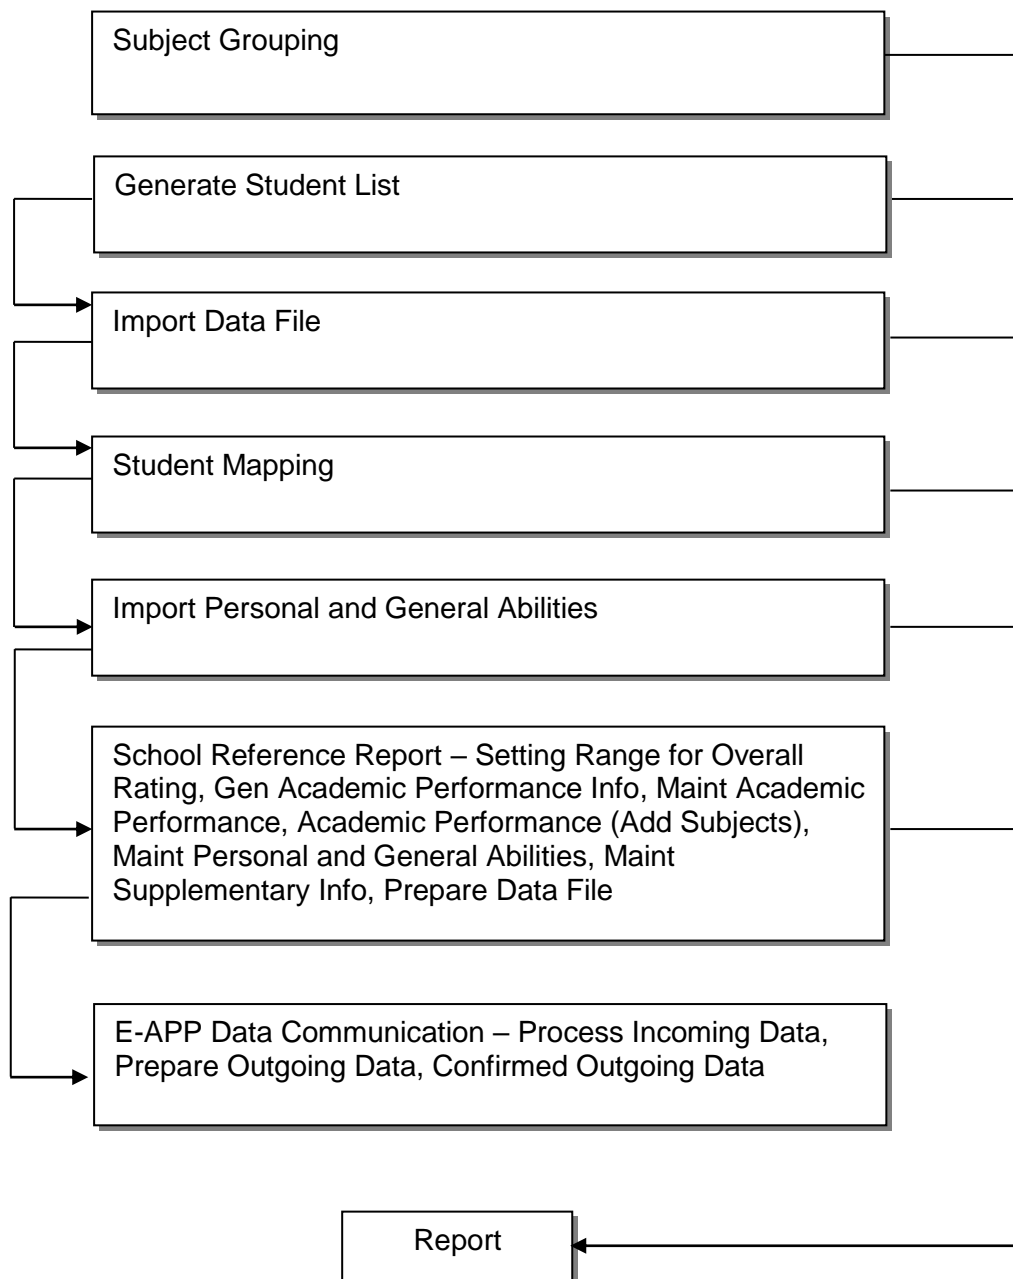 Subject Grouping
Generate Student List
Import Data File
Student Mapping
Import Personal and General Abilities
School Reference Report – Setting Range for Overall
Rating, Gen Academic Performance Info, Maint Academic
Performance, Academic Performance (Add Subjects),
Maint Personal and General Abilities, Maint
Supplementary Info, Prepare Data File
E-APP Data Communication – Process Incoming Data,
Prepare Outgoing Data, Confirmed Outgoing Data
Report